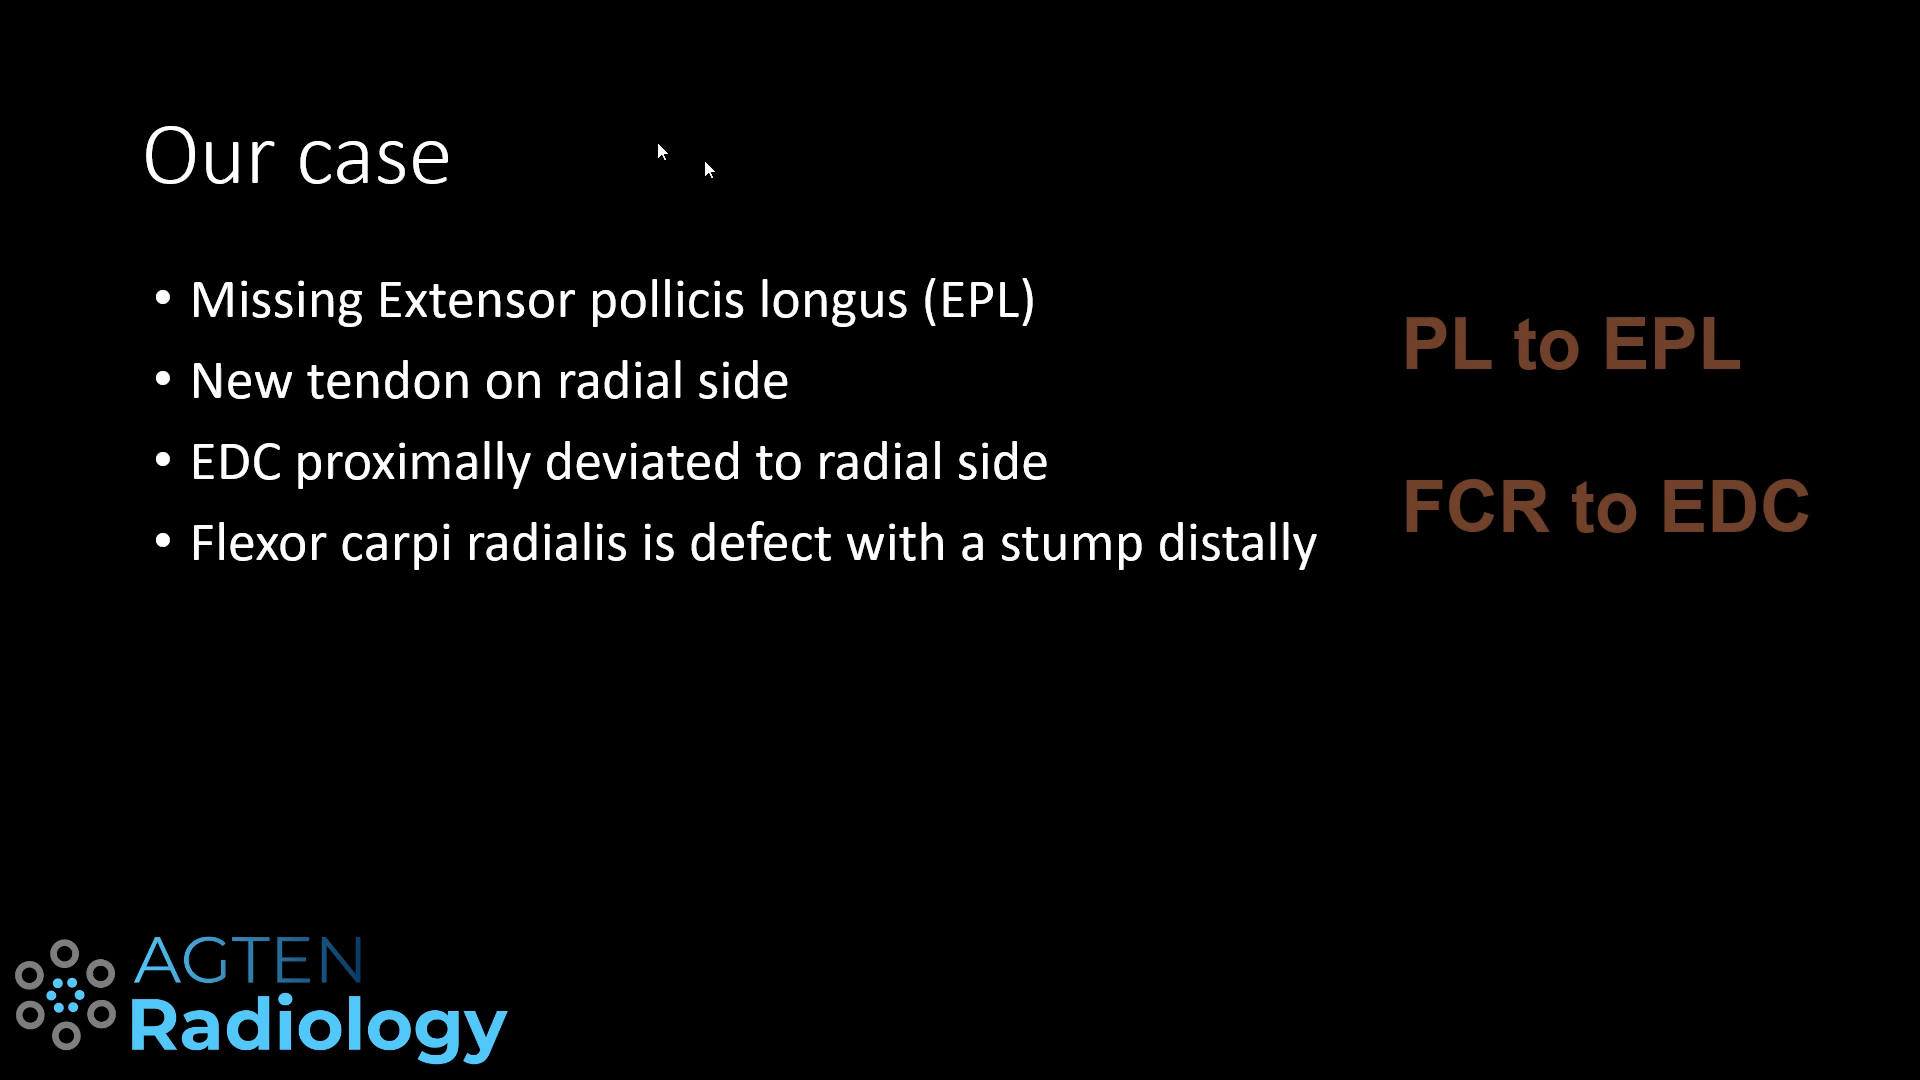 Our case
• Missing Extensor pollicis longus (EPL)
• New tendon on radial side
• EDC proximally deviated to radial side
• Flexor carpi radialis is defect with a stump distally
PL to EPL
FCR to EDC
AGTEN
Radiology